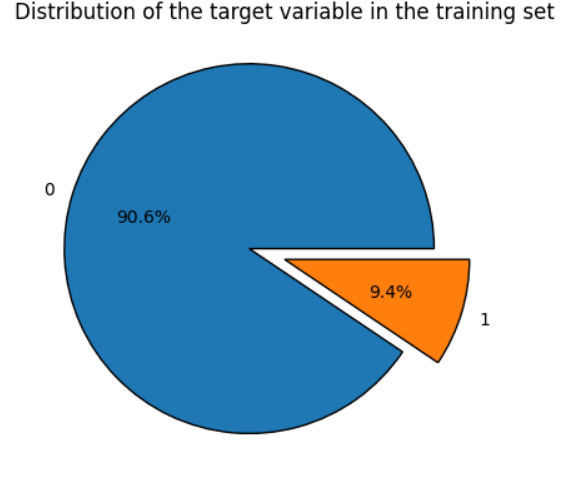 Distribution of the target variable in the training set
0
90.6%
9.4%
1